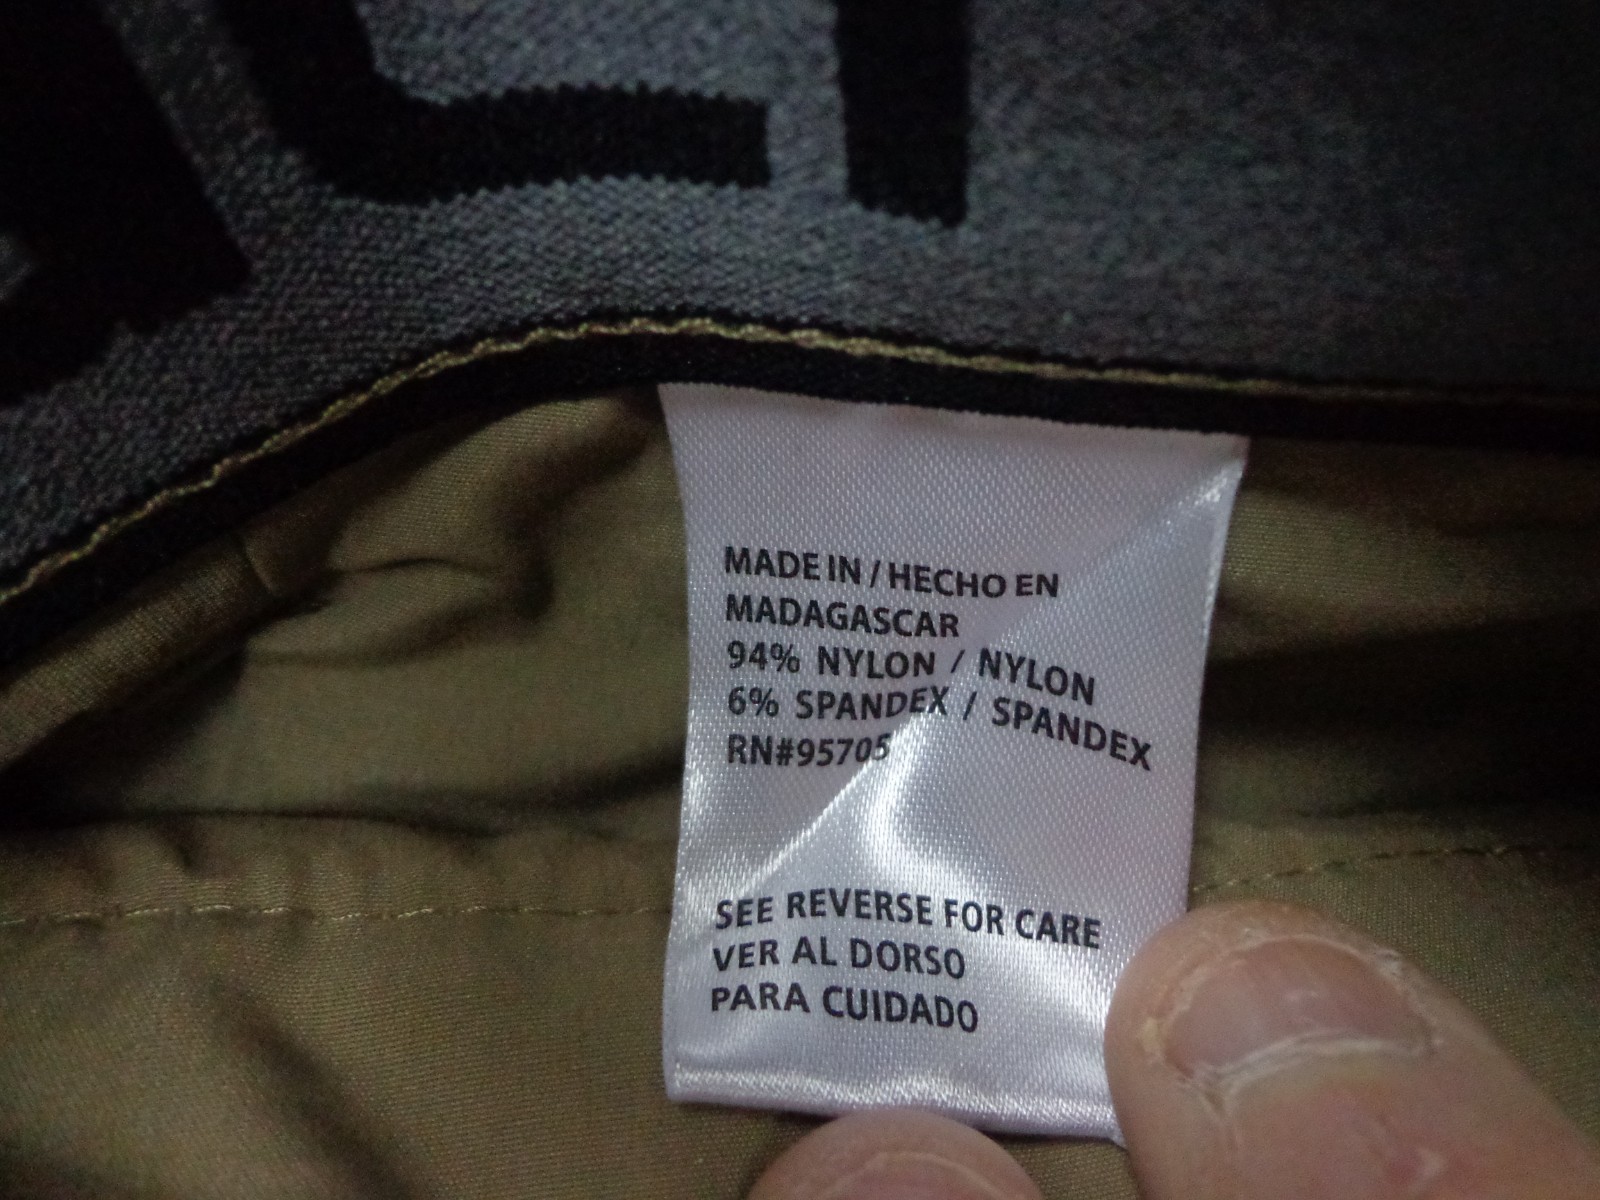 MADE IN / HECHO EN
MADAGASCAR
94% NYLON / NYLON
6% SPANDEX / SPANDEX
RN#95705
SEE REVERSE FOR CARE
VER AL DORSO
PARA CUIDADO